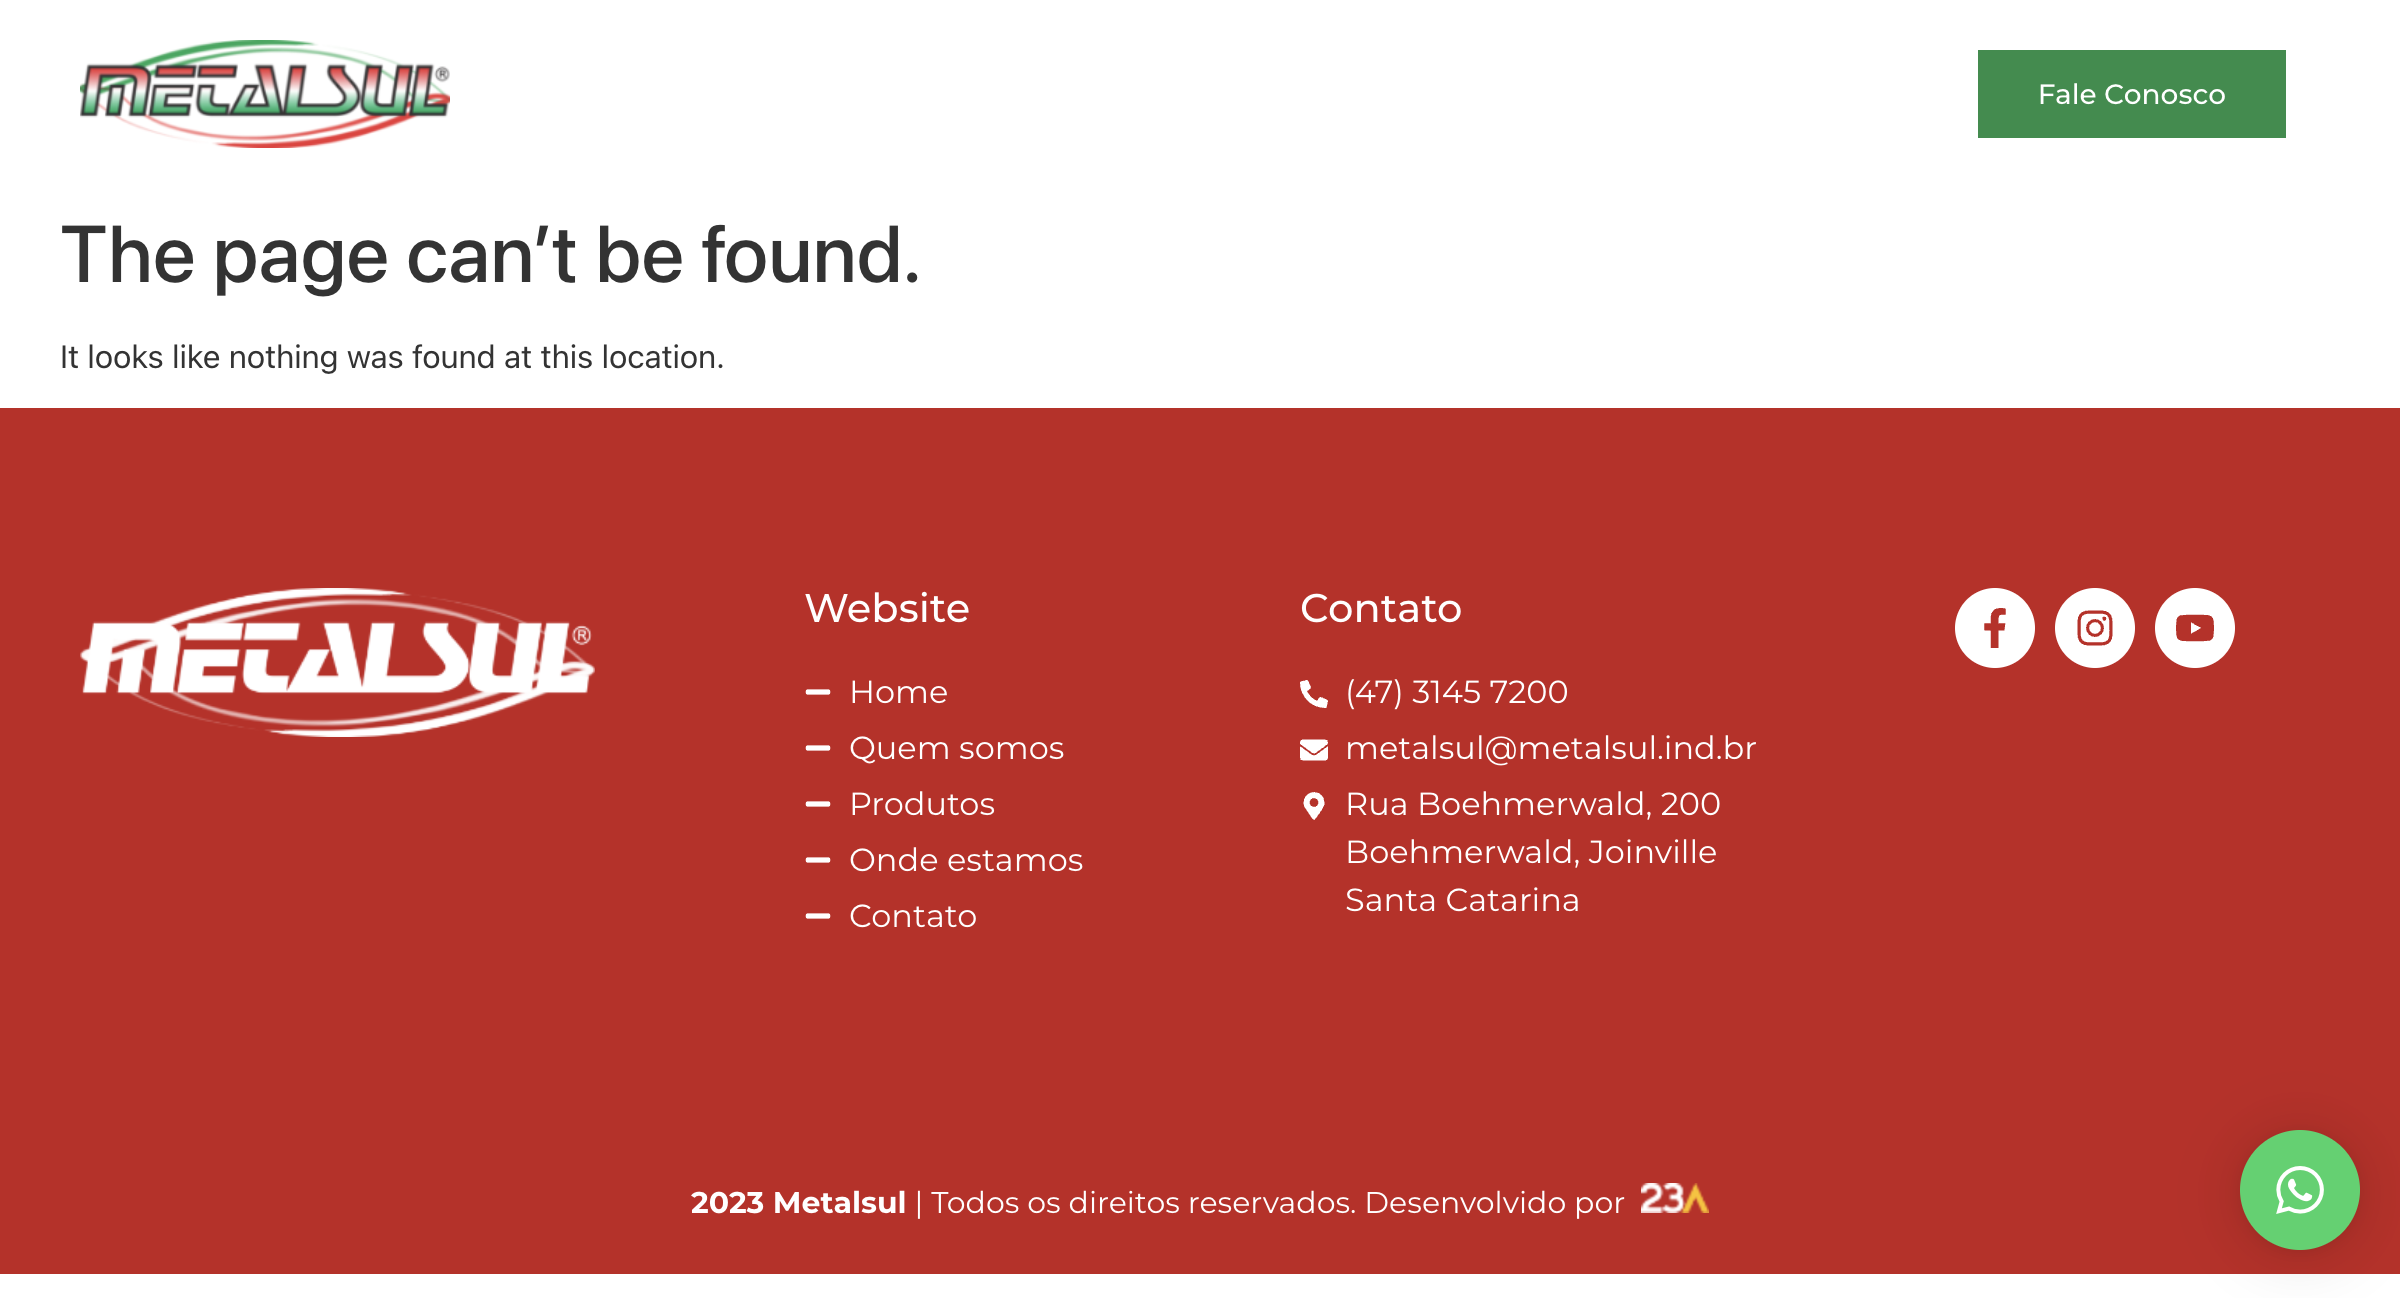 METALSUL®
Fale Conosco
The page can’t be found.
It looks like nothing was found at this location.
METALSUL®
Website
Home
Quem somos
Produtos
Onde estamos
Contato
Contato
(47) 3145 7200
metalsul@metalsul.ind.br
Rua Boehmerwald, 200
Boehmerwald, Joinville
Santa Catarina
2023 Metalsul | Todos os direitos reservados. Desenvolvido por 23A